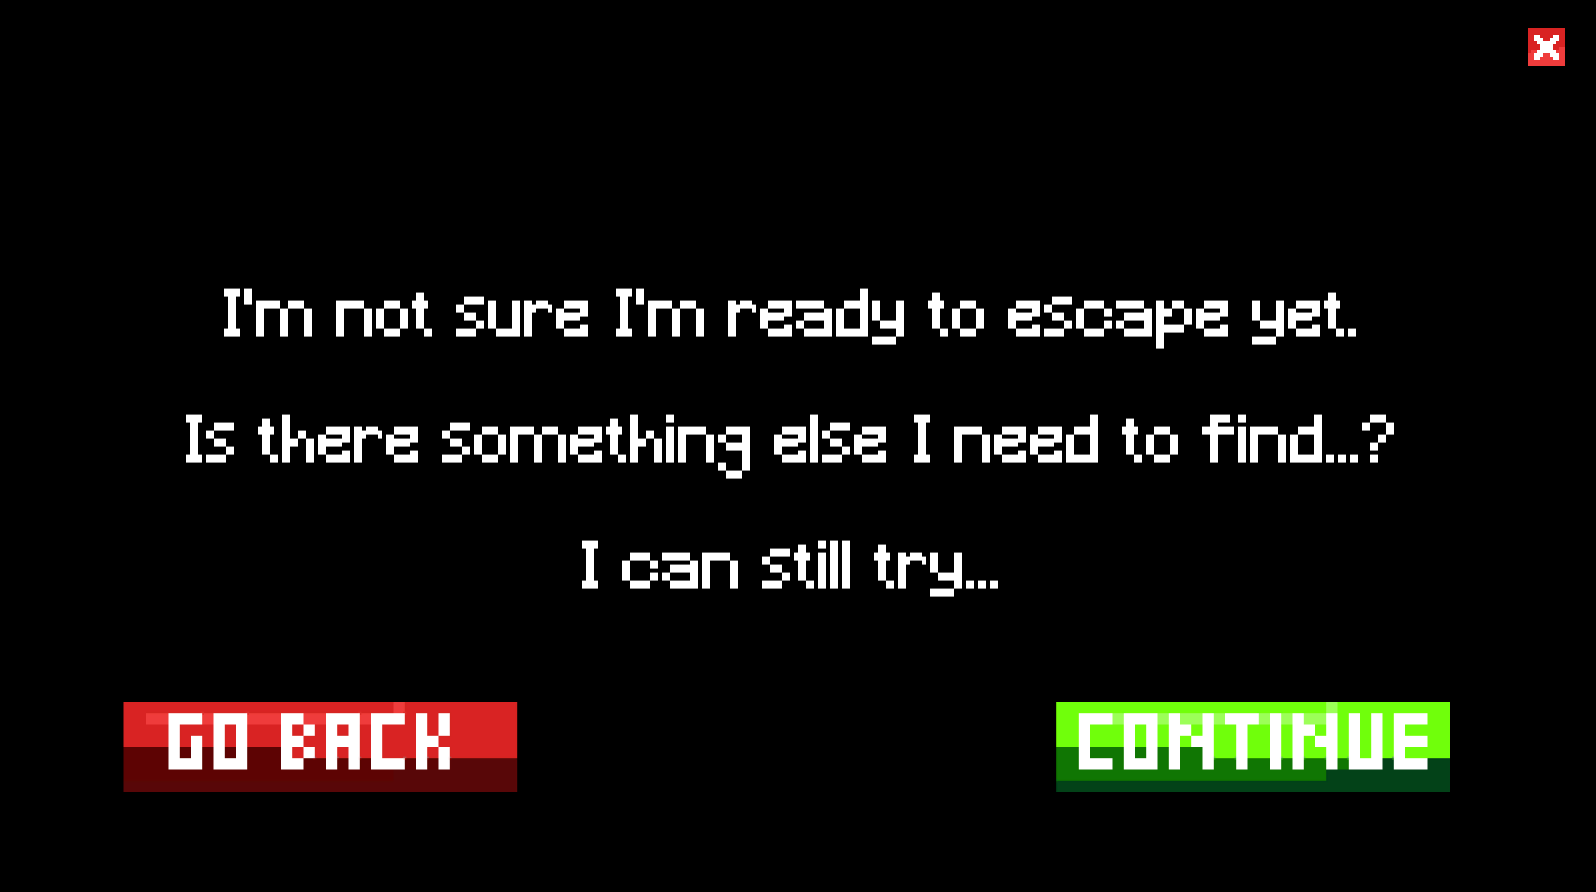 I'm not sure I'm ready to escape yet.
Is there something else I need to find...?
I can still try...
GO BACK
CONTINUE